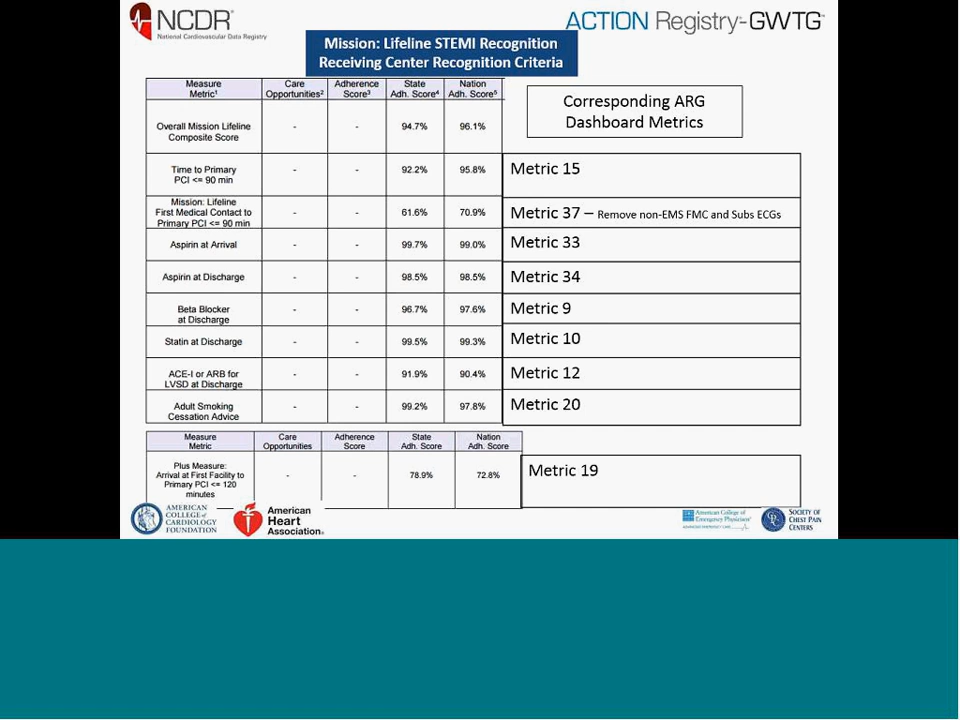 NCDR®
National Cardiovascular Data Registry
ACTION Registry®-GWTG™
Mission: Lifeline STEMI Recognition
Receiving Center Recognition Criteria
Corresponding ARG
Dashboard Metrics
Measure Metric¹ Care Opportunities² Adherence Score³ State Adh. Score⁴ Nation Adh. Score⁵
Overall Mission Lifeline Composite Score - - 94.7% 96.1%
Time to Primary PCI <= 90 min - - 92.2% 95.8% Metric 15
Mission: Lifeline First Medical Contact to Primary PCI <= 90 min - - 61.6% 70.9% Metric 37 – Remove non-EMS FMC and Subs ECGs
Aspirin at Arrival - - 99.7% 99.0% Metric 33
Aspirin at Discharge - - 98.5% 98.5% Metric 34
Beta Blocker at Discharge - - 96.7% 97.6% Metric 9
Statin at Discharge - - 99.5% 99.3% Metric 10
ACE-I or ARB for LVSD at Discharge - - 91.9% 90.4% Metric 12
Adult Smoking Cessation Advice - - 99.2% 97.8% Metric 20
Measure Metric Care Opportunities Adherence Score State Adh. Score Nation Adh. Score
Plus Measure: Arrival at First Facility to Primary PCI <= 120 minutes - - 78.9% 72.8% Metric 19
AMERICAN
COLLEGE of
CARDIOLOGY
FOUNDATION
American
Heart
Association®
American College of
Emergency Physicians®
SOCIETY OF
CHEST PAIN
CENTERS